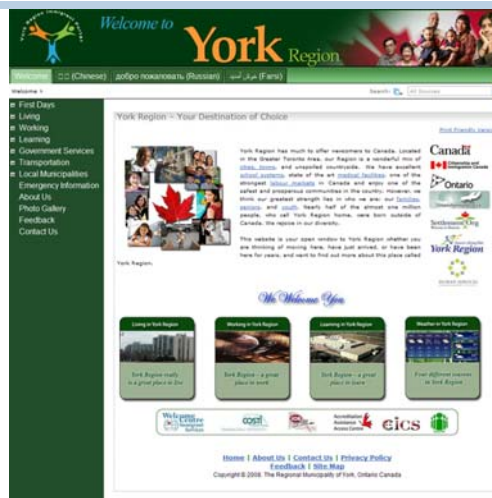 Welcome to
York Region
Welcome
(Chinese)
добро пожаловать (Russian)
خوش آمدید (Farsi)
Welcome >
Search:
All Sources
First Days
Living
Working
Learning
Government Services
Transportation
Local Municipalities
Emergency Information
About Us
Photo Gallery
Feedback
Contact Us
York Region – Your Destination of Choice
Print Friendly
York Region has much to offer newcomers to Canada. Located
in the Greater Toronto Area, our Region is a wonderful mix of
cities, towns, and unspoiled countryside. We have excellent
school systems, state of the art medical facilities, one of the
strongest labour markets in Canada and enjoy one of the
safest and prosperous communities in the country. However, we
think our greatest strength lies in who we are: our families,
seniors, and youth. Nearly half of the almost one million
people, who call York Region home, were born outside of
Canada. We rejoice in our diversity.
This website is your open window to York Region whether you
are thinking of moving here, have just arrived, or have been
here for years, and want to find out more about this place called
York Region.
Canada
Citizenship and
Immigration Canada
Ontario
Settlement.Org
York Region
We Welcome You
Living in York Region
York Region really
is a great place to live
Working in York Region
York Region – a great
place to work
Learning in York Region
York Region – a great
place to learn
Weather in York Region
Four different seasons
in York Region
Welcome
Centre
Immigrant
Services
COSTI
Accreditation
Assistance
Access Centre
cics
Home | About Us | Contact Us | Privacy Policy
Feedback | Site Map
Copyright © 2008. The Regional Municipality of York, Ontario Canada